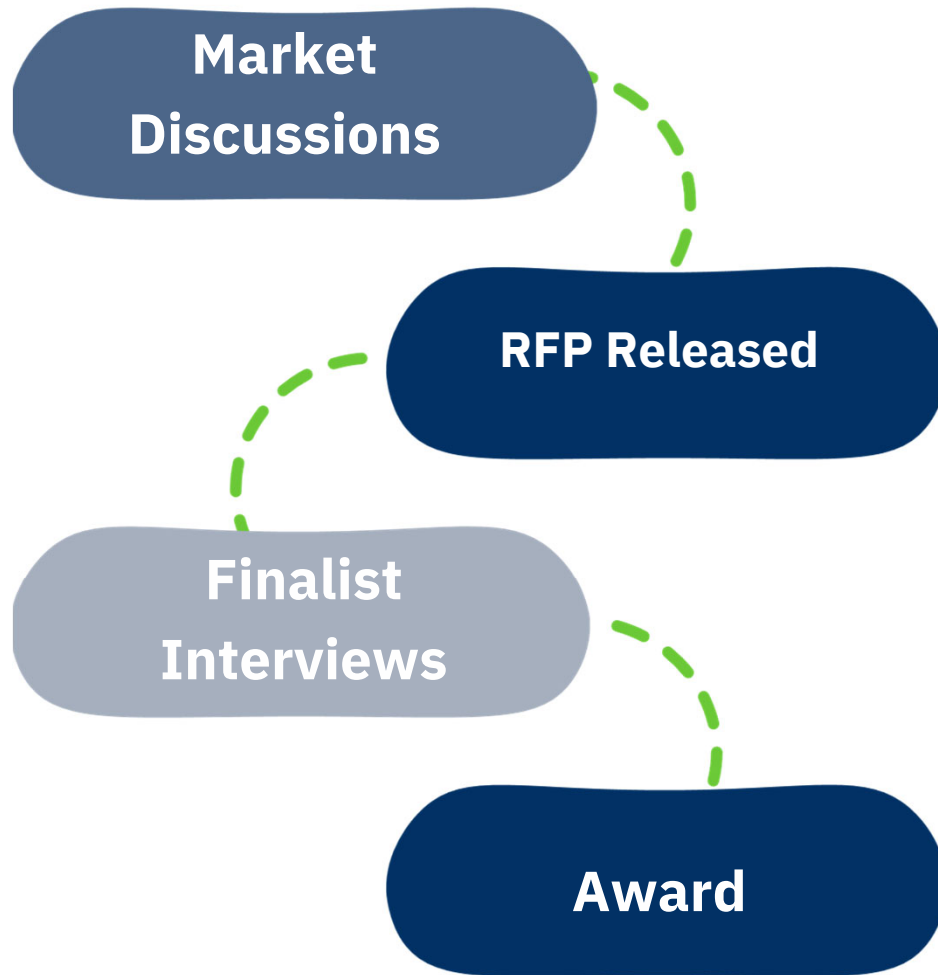 Market
Discussions
RFP Released
Finalist
Interviews
Award